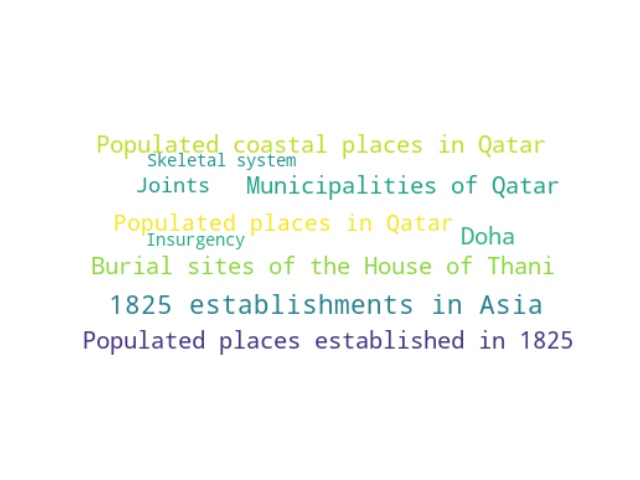 Populated coastal places in Qatar
Skeletal system
Joints
Municipalities of Qatar
Populated places in Qatar
Doha
Insurgency
Burial sites of the House of Thani
1825 establishments in Asia
Populated places established in 1825